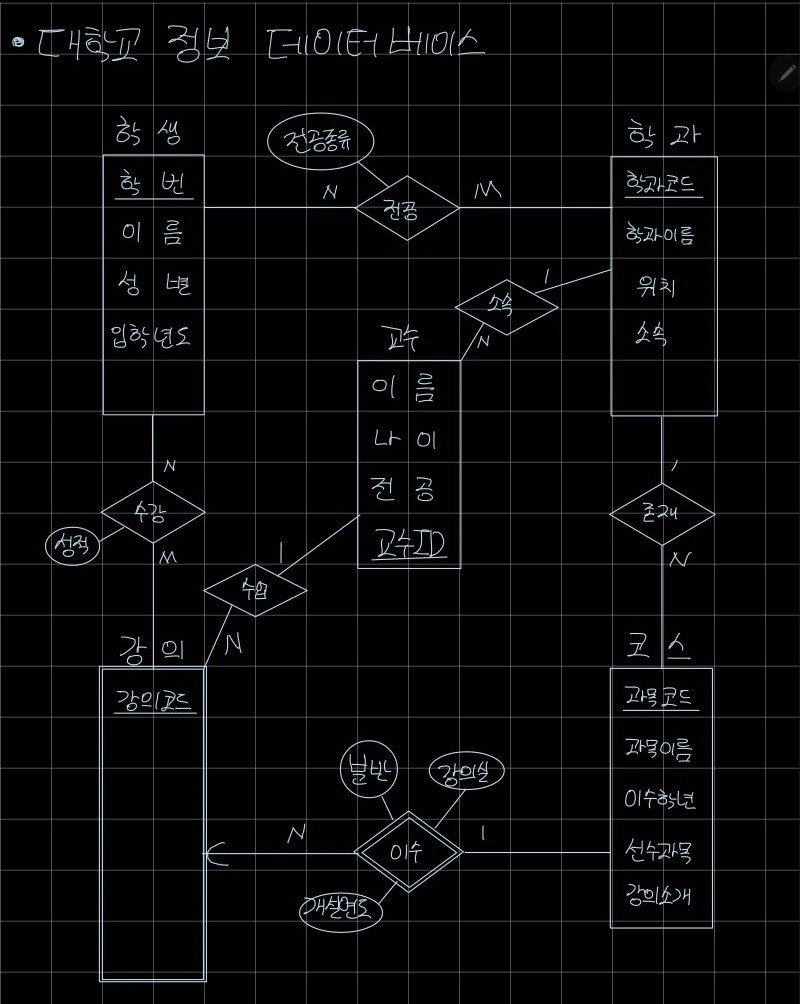 • 대학교 정보 데이터베이스
학생
학번
이름
성별
입학년도
전공종류
N
전공
M
학과
학과코드
학과이름
위치
소속
1
소속
N
교수
이름
나이
전공
교수ID
N
수강
성적
M
1
수업
N
1
존재
N
강의
강의코드
코스
과목코드
과목이름
이수학년
선수과목
강의소개
분반
강의실
N
이수
1
개설연도